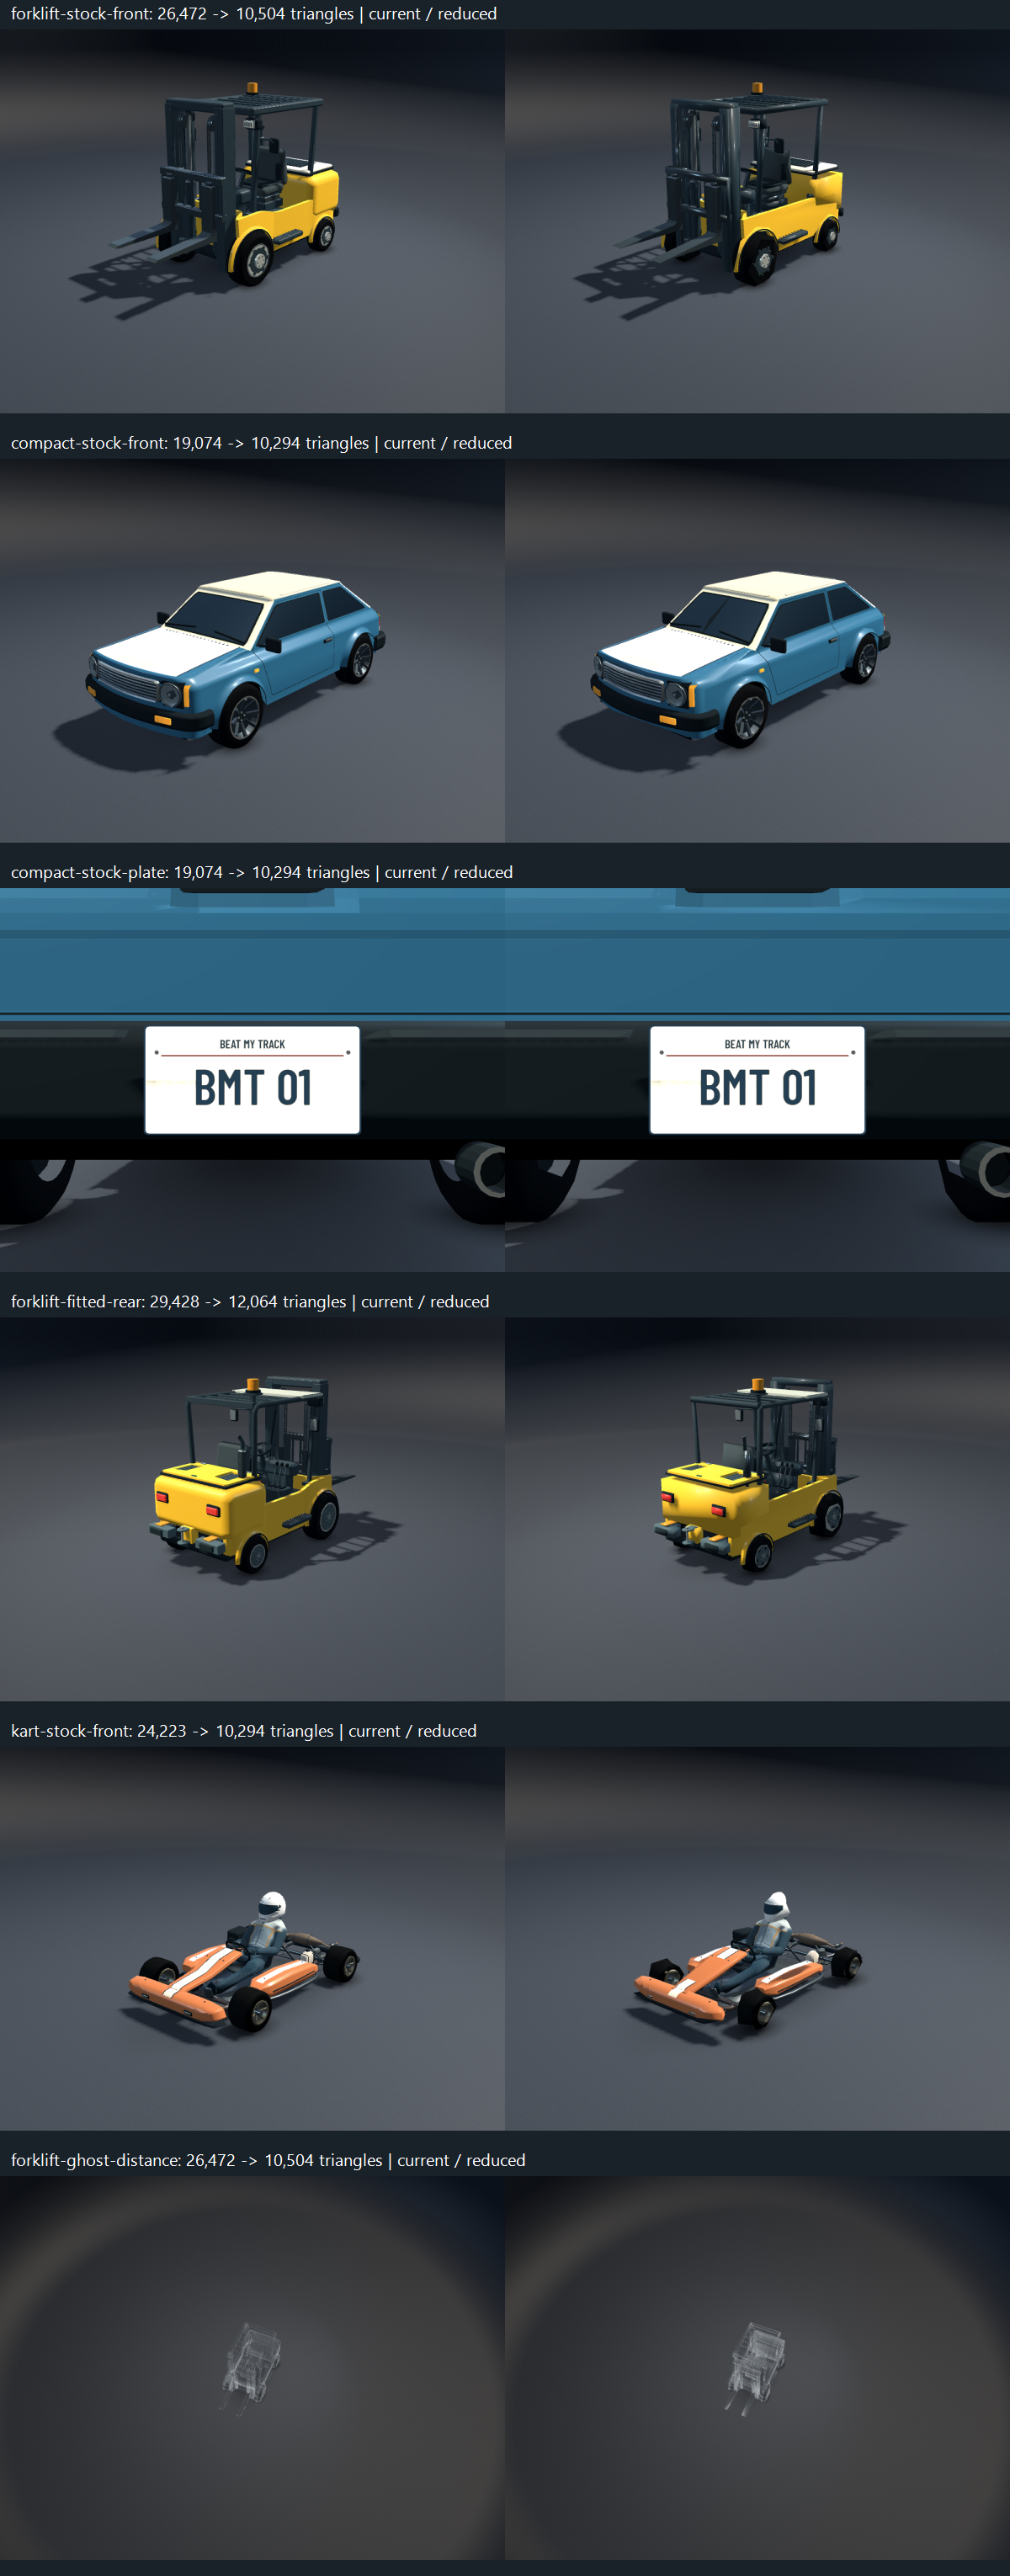 forklift-stock-front: 26,472 -> 10,504 triangles | current / reduced
compact-stock-front: 19,074 -> 10,294 triangles | current / reduced
compact-stock-plate: 19,074 -> 10,294 triangles | current / reduced
BEAT MY TRACK
BMT 01
BEAT MY TRACK
BMT 01
forklift-fitted-rear: 29,428 -> 12,064 triangles | current / reduced
kart-stock-front: 24,223 -> 10,294 triangles | current / reduced
forklift-ghost-distance: 26,472 -> 10,504 triangles | current / reduced